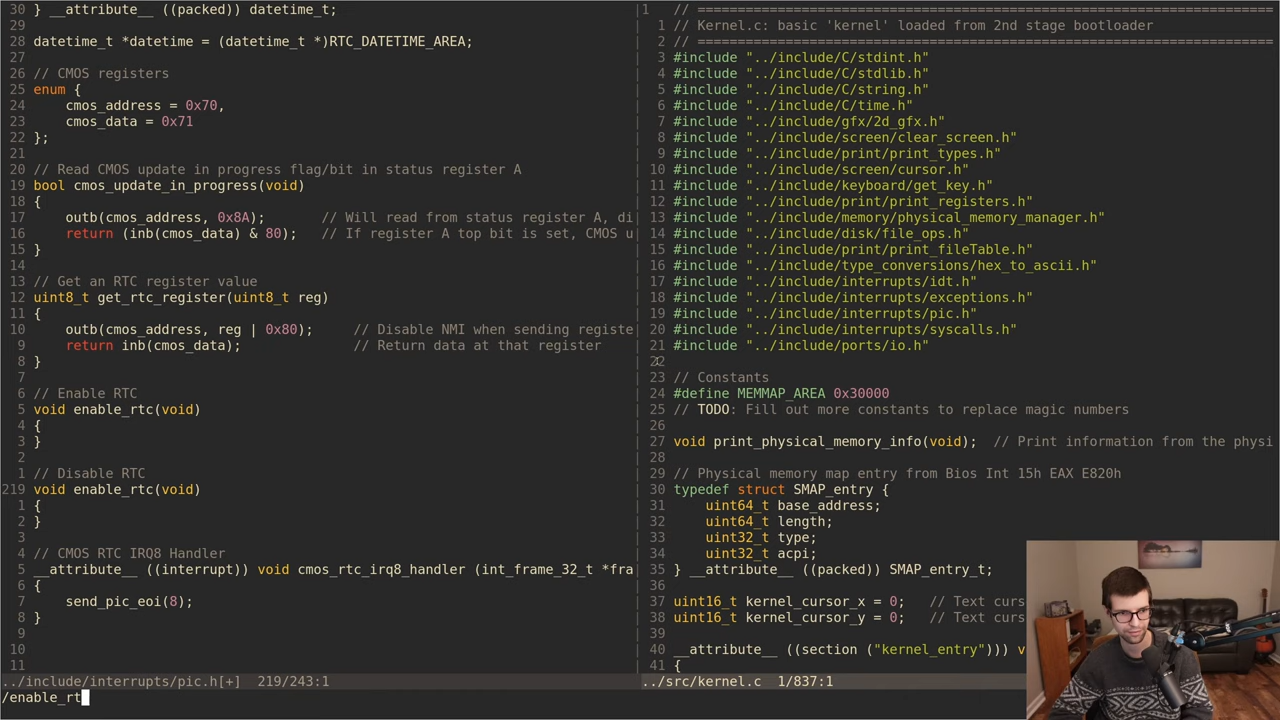 30 } __attribute__ ((packed)) datetime_t;
29
28 datetime_t *datetime = (datetime_t *)RTC_DATETIME_AREA;
27
26 // CMOS registers
25 enum {
24     cmos_address = 0x70,
23     cmos_data = 0x71
22 };
21
20 // Read CMOS update in progress flag/bit in status register A
19 bool cmos_update_in_progress(void)
18 {
17     outb(cmos_address, 0x8A);       // Will read from status register A, di
16     return (inb(cmos_data) & 80);   // If register A top bit is set, CMOS u
15 }
14
13 // Get an RTC register value
12 uint8_t get_rtc_register(uint8_t reg)
11 {
10     outb(cmos_address, reg | 0x80);     // Disable NMI when sending registe
9     return inb(cmos_data);              // Return data at that register
8 }
7
6 // Enable RTC
5 void enable_rtc(void)
4 {
3 }
2
1 // Disable RTC
219 void enable_rtc(void)
1 {
2 }
3
4 // CMOS RTC IRQ8 Handler
5 __attribute__ ((interrupt)) void cmos_rtc_irq8_handler (int_frame_32_t *fra
6 {
7     send_pic_eoi(8);
8 }
9
10
11
../include/interrupts/pic.h[+]  219/243:1
/enable_rt
1 // =======================================================================
1 // Kernel.c: basic 'kernel' loaded from 2nd stage bootloader
2 // =======================================================================
3 #include "../include/C/stdint.h"
4 #include "../include/C/stdlib.h"
5 #include "../include/C/string.h"
6 #include "../include/C/time.h"
7 #include "../include/gfx/2d_gfx.h"
8 #include "../include/screen/clear_screen.h"
9 #include "../include/print/print_types.h"
10 #include "../include/screen/cursor.h"
11 #include "../include/keyboard/get_key.h"
12 #include "../include/print/print_registers.h"
13 #include "../include/memory/physical_memory_manager.h"
14 #include "../include/disk/file_ops.h"
15 #include "../include/print/print_fileTable.h"
16 #include "../include/type_conversions/hex_to_ascii.h"
17 #include "../include/interrupts/idt.h"
18 #include "../include/interrupts/exceptions.h"
19 #include "../include/interrupts/pic.h"
20 #include "../include/interrupts/syscalls.h"
21 #include "../include/ports/io.h"
22
23 // Constants
24 #define MEMMAP_AREA 0x30000
25 // TODO: Fill out more constants to replace magic numbers
26
27 void print_physical_memory_info(void);  // Print information from the physi
28
29 // Physical memory map entry from Bios Int 15h EAX E820h
30 typedef struct SMAP_entry {
31     uint64_t base_address;
32     uint64_t length;
33     uint32_t type;
34     uint32_t acpi;
35 } __attribute__ ((packed)) SMAP_entry_t;
36
37 uint16_t kernel_cursor_x = 0;   // Text curs
38 uint16_t kernel_cursor_y = 0;   // Text curs
39
40 __attribute__ ((section ("kernel_entry"))) v
41 {
../src/kernel.c  1/837:1